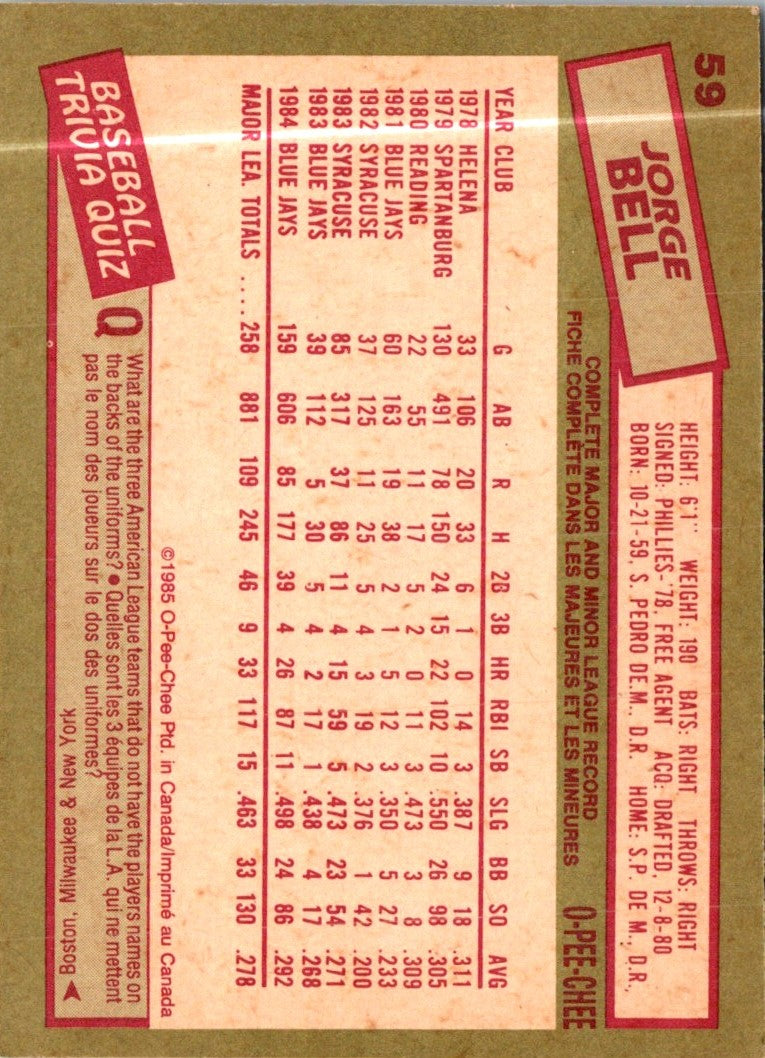 59
JORGE
BELL
HEIGHT: 6'1" WEIGHT: 190 BATS: RIGHT THROWS: RIGHT
SIGNED: PHILLIES-'78, FREE AGENT ACQ: DRAFTED, 12-8-80
BORN: 10-21-59, S. PEDRO DE.M., D.R. HOME: S.P. DE M., D.R.,
COMPLETE MAJOR AND MINOR LEAGUE RECORD
FICHE COMPLÈTE DANS LES MAJEURES ET LES MINEURES
O-PEE-CHEE
YEAR CLUB G AB R H 2B 3B HR RBI SB SLG BB SO AVG
1978 HELENA 33 106 20 33 6 1 0 14 3 .387 9 18 .311
1979 SPARTANBURG 130 491 78 150 24 15 22 102 10 .550 26 98 .305
1980 READING 22 55 11 17 5 2 0 11 3 .473 3 8 .309
1981 BLUE JAYS 60 163 19 38 2 1 5 12 3 .350 5 27 .233
1982 SYRACUSE 37 125 11 25 5 4 3 19 2 .376 1 42 .200
1983 SYRACUSE 85 317 37 86 11 4 15 59 5 .473 23 54 .271
1983 BLUE JAYS 39 112 5 30 5 4 2 17 1 .438 4 17 .268
1984 BLUE JAYS 159 606 85 177 39 4 26 87 11 .498 24 86 .292
MAJOR LEA. TOTALS ..... 258 881 109 245 46 9 33 117 15 .463 33 130 .278
©1985 O-Pee-Chee Ptd. in Canada/Imprimé au Canada
BASEBALL
TRIVIA QUIZ
Q What are the three American League teams that do not have the players names on
the backs of the uniforms? ● Quelles sont les 3 équipes de la L.A. qui ne mettent
pas le nom des joueurs sur le dos des uniformes?
Boston, Milwaukee & New York